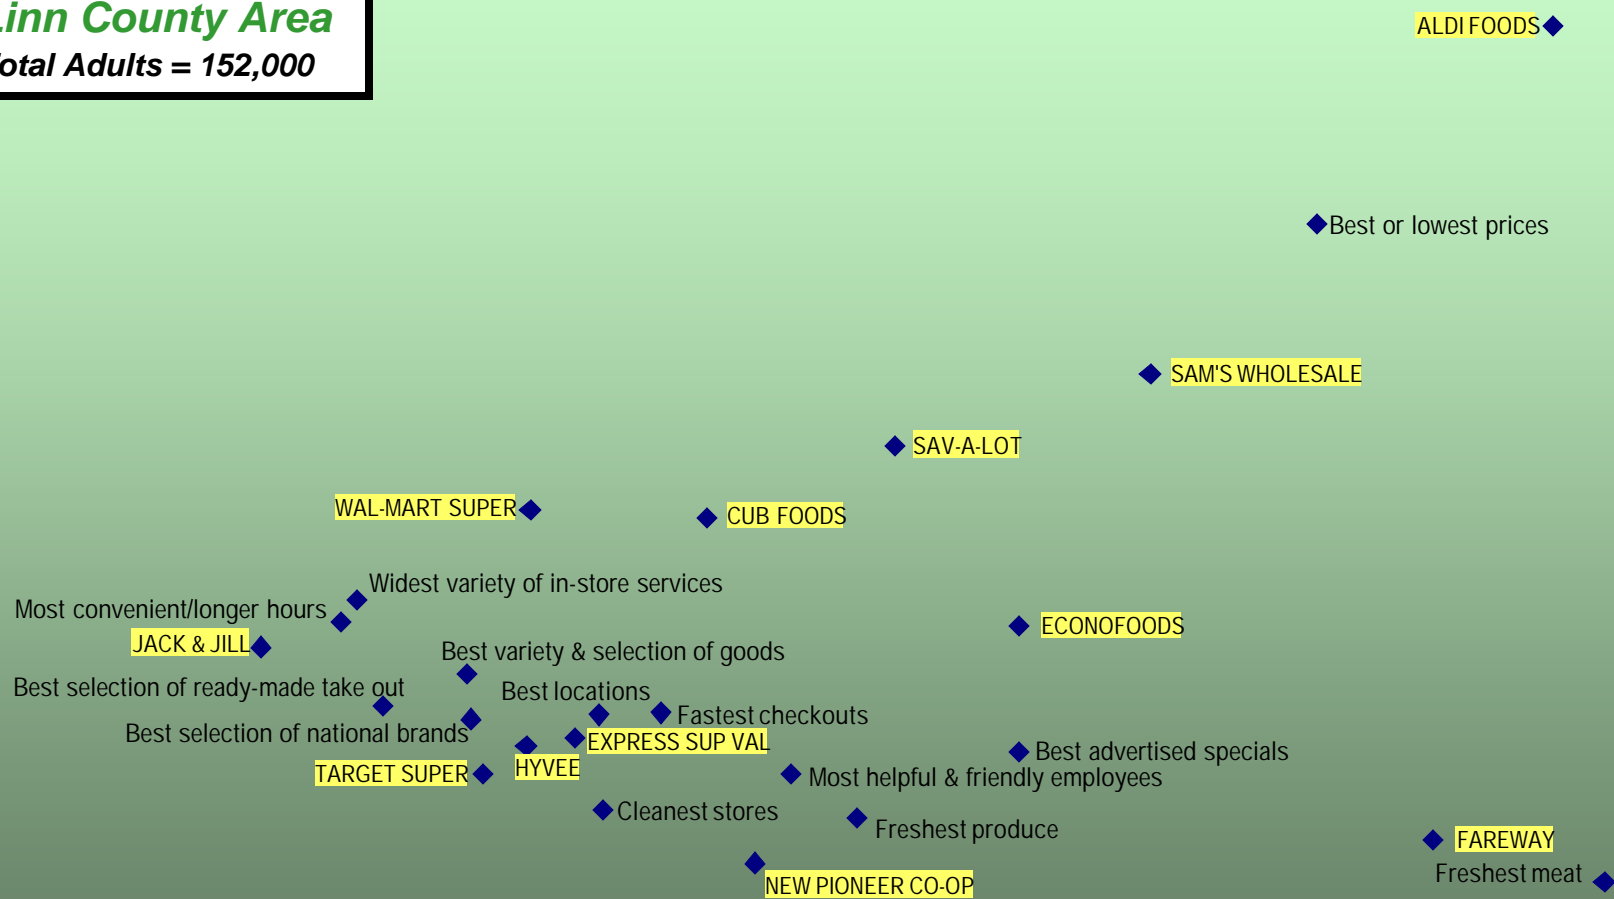 Linn County Area
Total Adults = 152,000
ALDI FOODS
Best or lowest prices
SAM'S WHOLESALE
SAV-A-LOT
WAL-MART SUPER
CUB FOODS
Widest variety of in-store services
Most convenient/longer hours
ECONOFOODS
JACK & JILL
Best variety & selection of goods
Best selection of ready-made take out
Best locations
Fastest checkouts
Best selection of national brands
EXPRESS SUP VAL
Best advertised specials
HYVEE
TARGET SUPER
Most helpful & friendly employees
Cleanest stores
Freshest produce
FAREWAY
Freshest meat
NEW PIONEER CO-OP